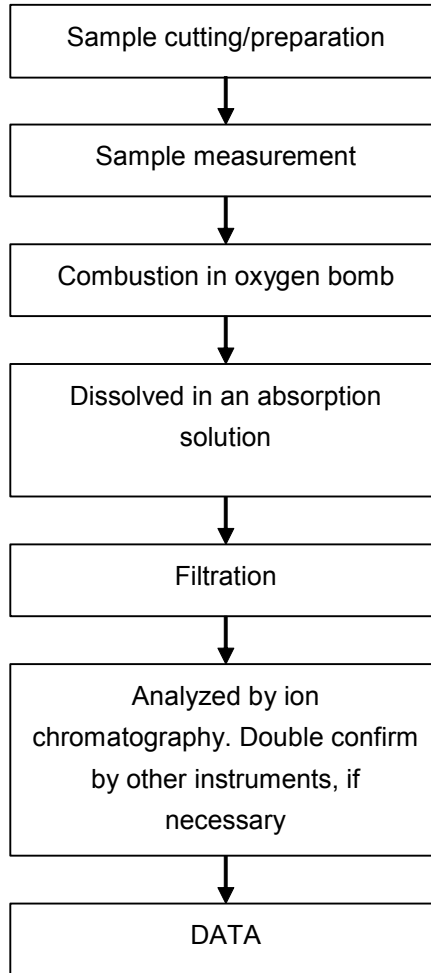 Sample cutting/preparation
Sample measurement
Combustion in oxygen bomb
Dissolved in an absorption
solution
Filtration
Analyzed by ion
chromatography. Double confirm
by other instruments, if
necessary
DATA